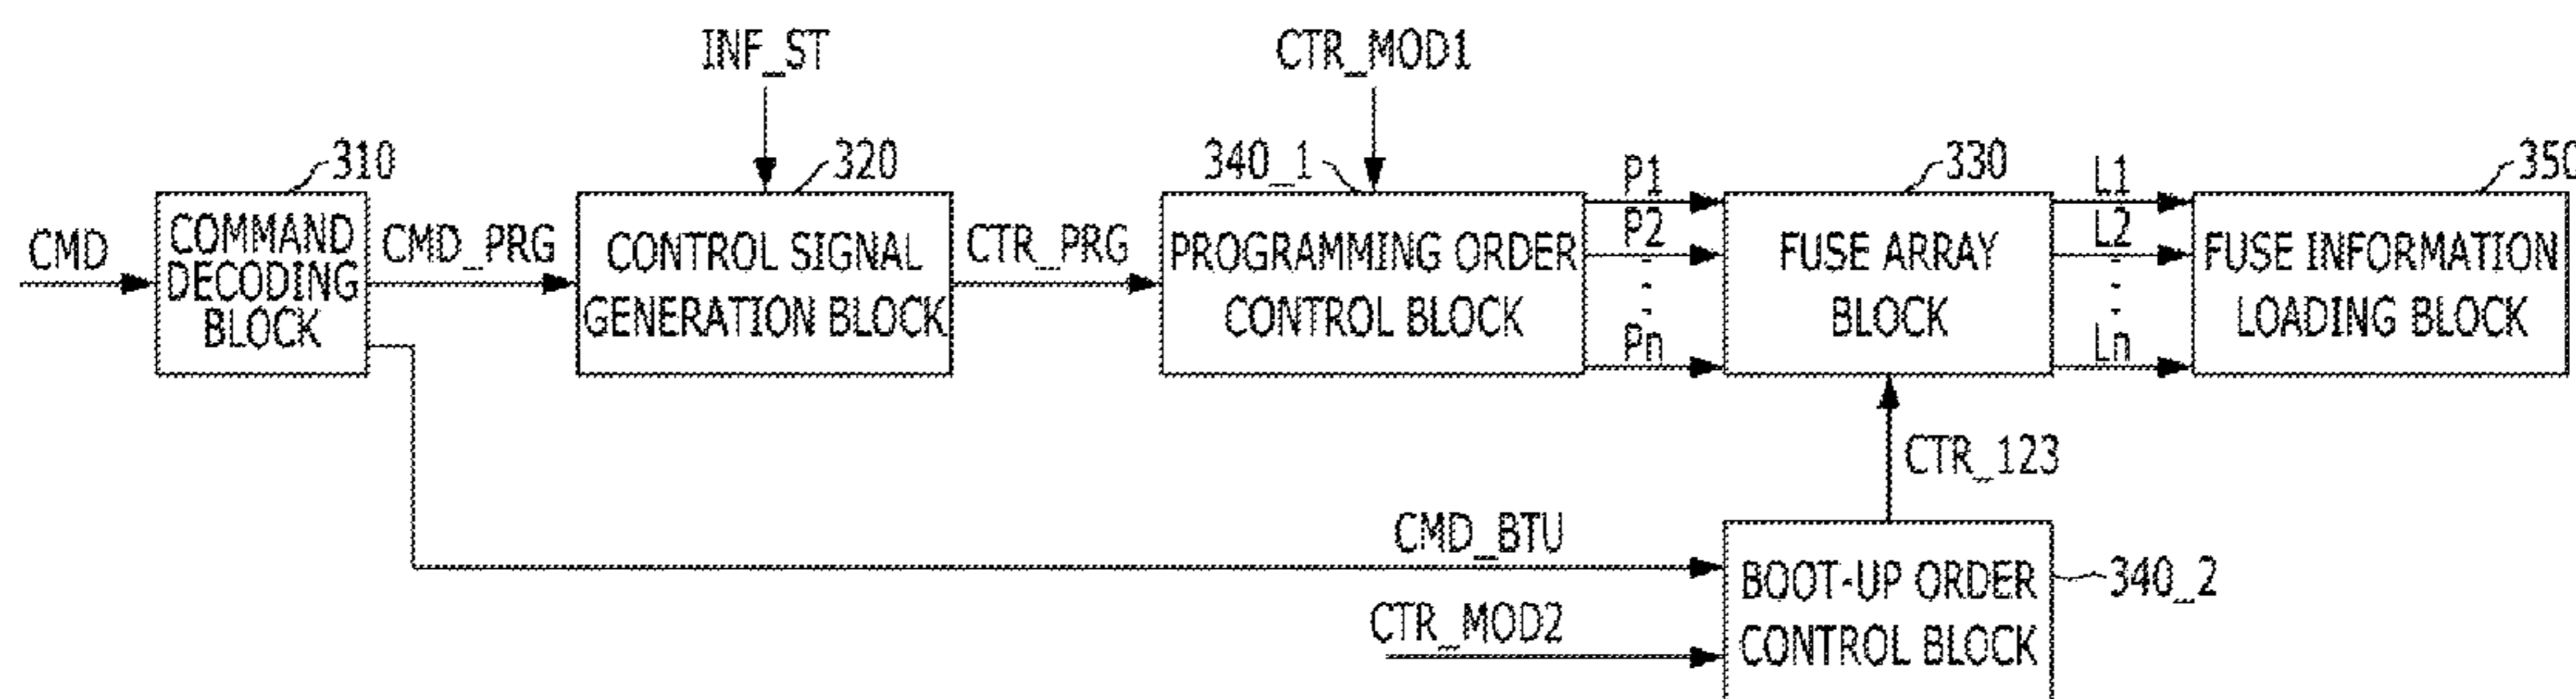 INF_ST
CTR_MOD1
310
320
340_1
P1
330
L1
350
CMD
COMMAND
DECODING
BLOCK
CMD_PRG
CONTROL SIGNAL
GENERATION BLOCK
CTR_PRG
PROGRAMMING ORDER
CONTROL BLOCK
P2
Pn
FUSE ARRAY
BLOCK
L2
Ln
FUSE INFORMATION
LOADING BLOCK
CTR_123
CMD_BTU
CTR_MOD2
BOOT-UP ORDER
CONTROL BLOCK
340_2